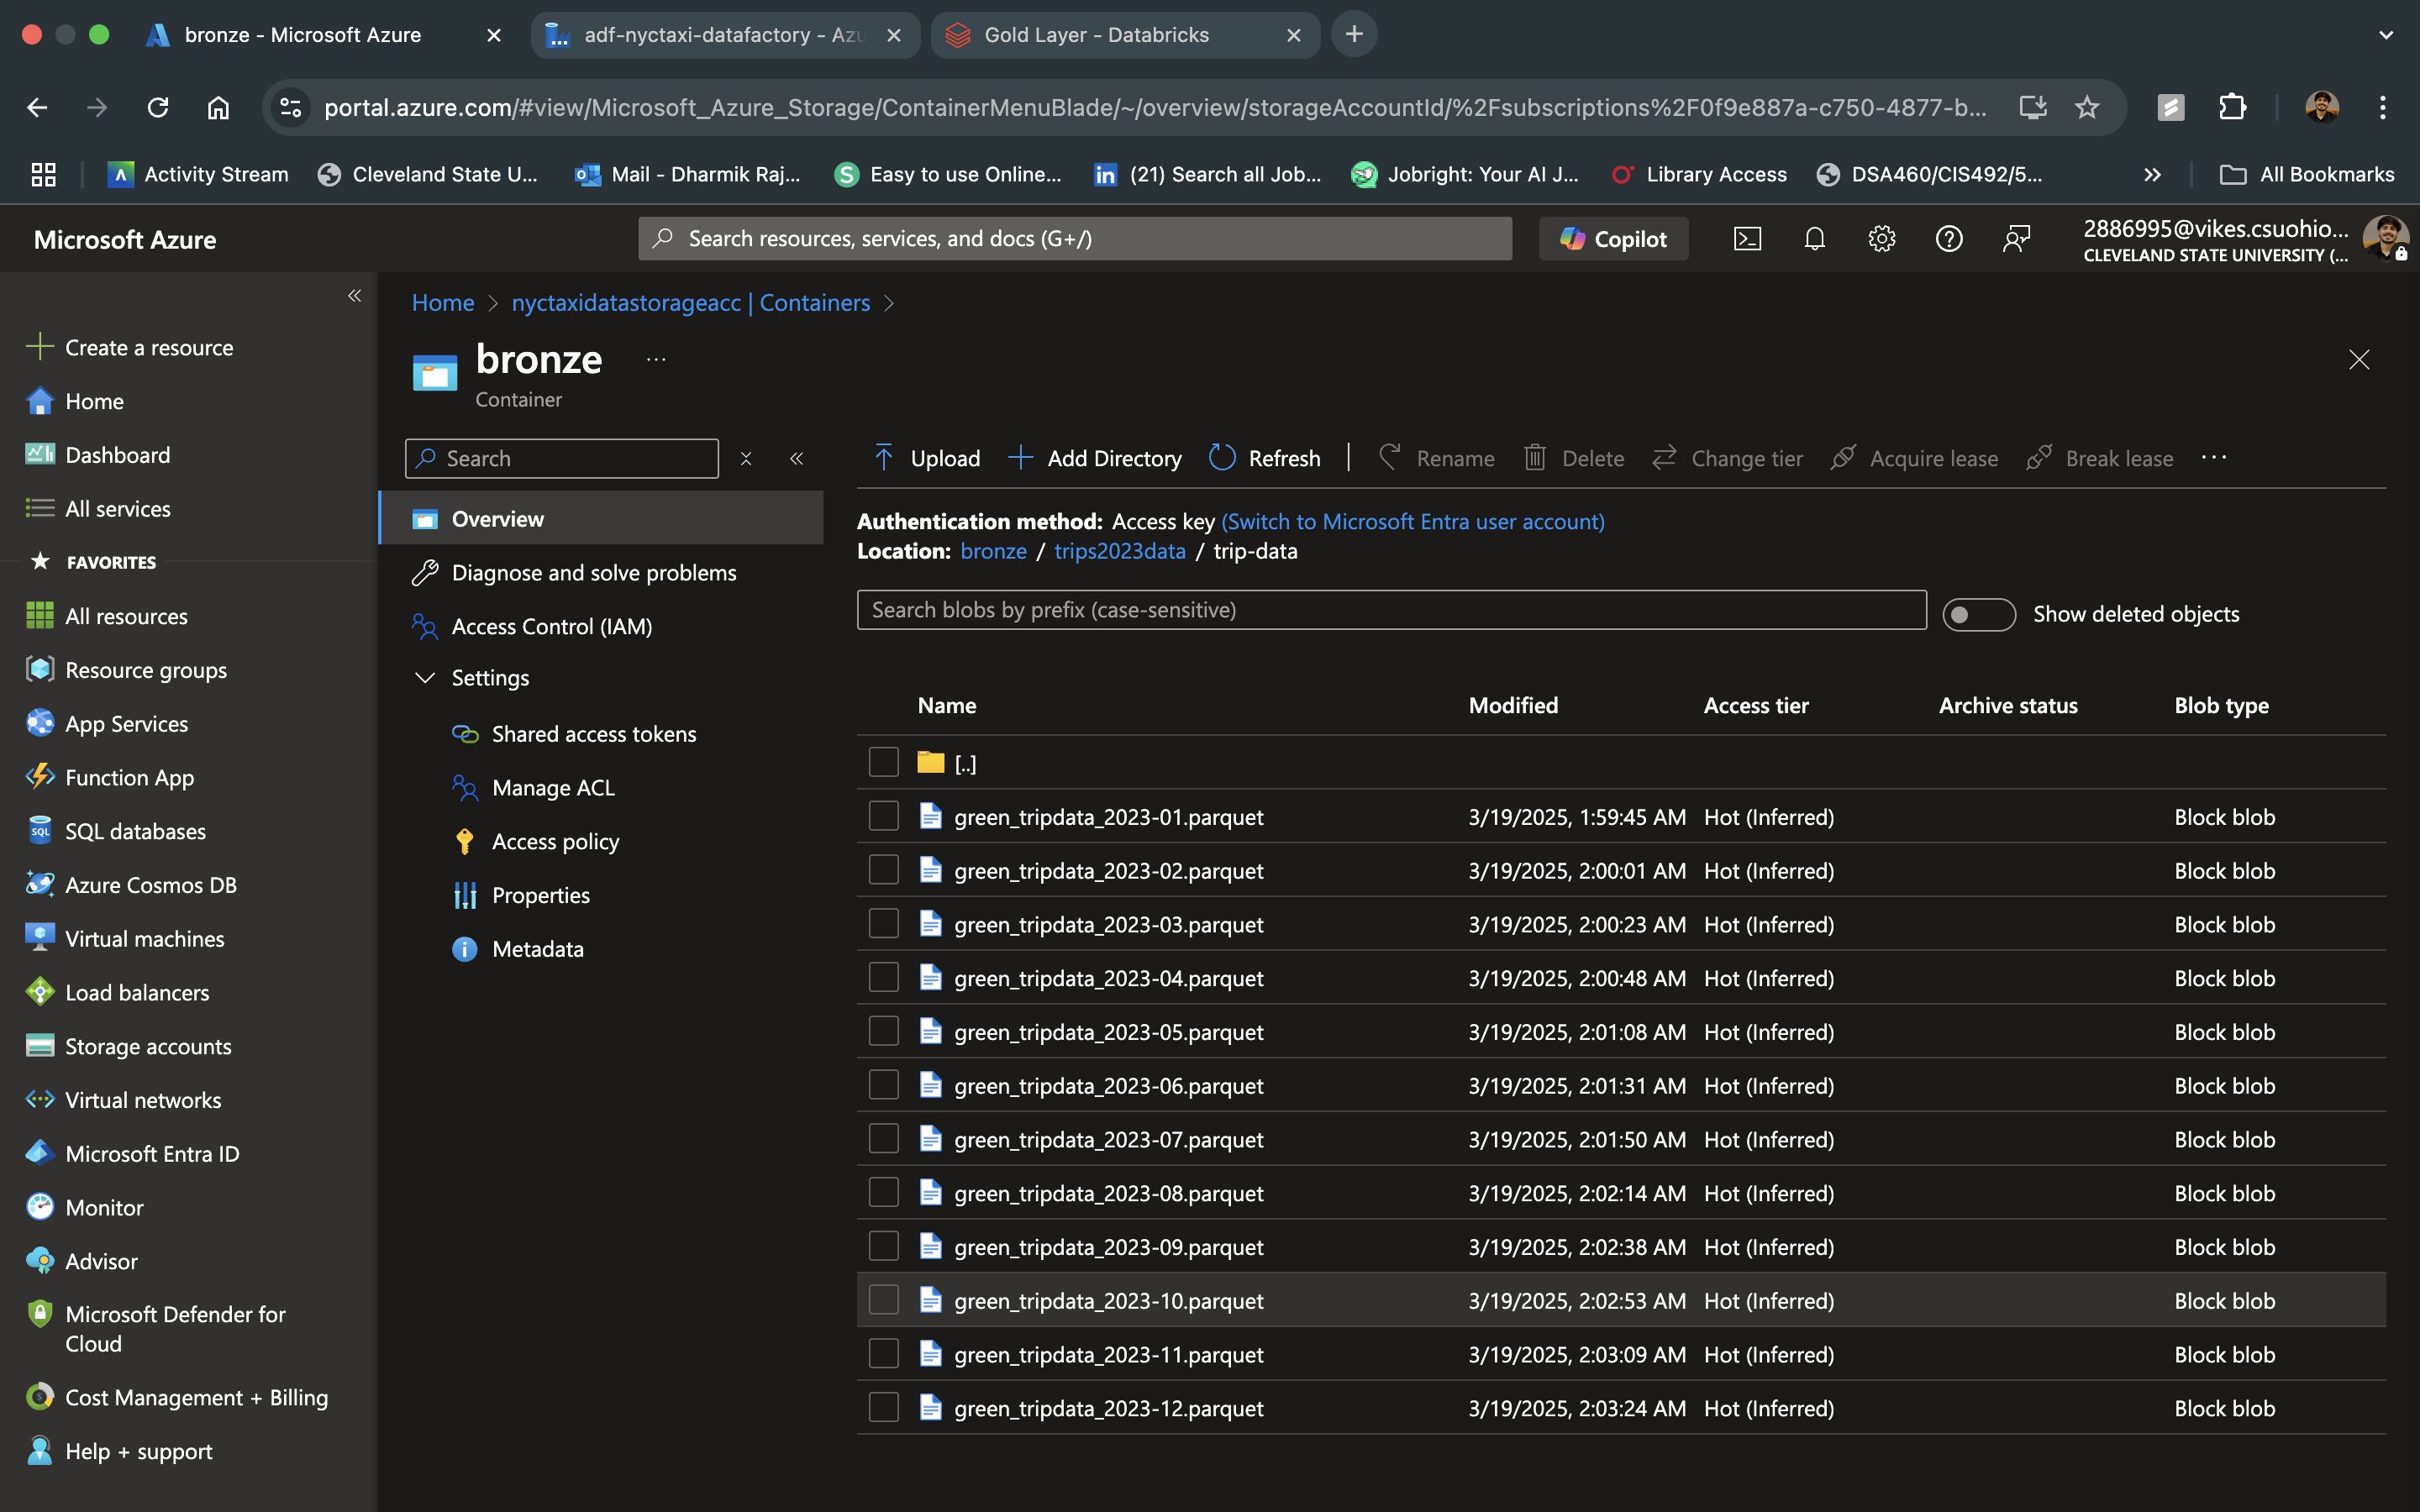 bronze - Microsoft Azure
adf-nyctaxi-datafactory - Azu
Gold Layer - Databricks
portal.azure.com/#view/Microsoft_Azure_Storage/ContainerMenuBlade/~/overview/storageAccountId/%2Fsubscriptions%2F0f9e887a-c750-4877-b...
Activity Stream
Cleveland State U...
Mail - Dharmik Raj...
Easy to use Online...
(21) Search all Job...
Jobright: Your AI J...
Library Access
DSA460/CIS492/5...
All Bookmarks
Microsoft Azure
Search resources, services, and docs (G+/)
Copilot
2886995@vikes.csuohio...
CLEVELAND STATE UNIVERSITY (...
Create a resource
Home
Dashboard
All services
FAVORITES
All resources
Resource groups
App Services
Function App
SQL databases
Azure Cosmos DB
Virtual machines
Load balancers
Storage accounts
Virtual networks
Microsoft Entra ID
Monitor
Advisor
Microsoft Defender for
Cloud
Cost Management + Billing
Help + support
Home > nyctaxidatastorageacc | Containers >
bronze ...
Container
Search
Overview
Diagnose and solve problems
Access Control (IAM)
Settings
Shared access tokens
Manage ACL
Access policy
Properties
Metadata
Upload Add Directory Refresh | Rename Delete Change tier Acquire lease Break lease ...
Authentication method: Access key (Switch to Microsoft Entra user account)
Location: bronze / trips2023data / trip-data
Search blobs by prefix (case-sensitive)
Show deleted objects
Name Modified Access tier Archive status Blob type
[..]
green_tripdata_2023-01.parquet 3/19/2025, 1:59:45 AM Hot (Inferred) Block blob
green_tripdata_2023-02.parquet 3/19/2025, 2:00:01 AM Hot (Inferred) Block blob
green_tripdata_2023-03.parquet 3/19/2025, 2:00:23 AM Hot (Inferred) Block blob
green_tripdata_2023-04.parquet 3/19/2025, 2:00:48 AM Hot (Inferred) Block blob
green_tripdata_2023-05.parquet 3/19/2025, 2:01:08 AM Hot (Inferred) Block blob
green_tripdata_2023-06.parquet 3/19/2025, 2:01:31 AM Hot (Inferred) Block blob
green_tripdata_2023-07.parquet 3/19/2025, 2:01:50 AM Hot (Inferred) Block blob
green_tripdata_2023-08.parquet 3/19/2025, 2:02:14 AM Hot (Inferred) Block blob
green_tripdata_2023-09.parquet 3/19/2025, 2:02:38 AM Hot (Inferred) Block blob
green_tripdata_2023-10.parquet 3/19/2025, 2:02:53 AM Hot (Inferred) Block blob
green_tripdata_2023-11.parquet 3/19/2025, 2:03:09 AM Hot (Inferred) Block blob
green_tripdata_2023-12.parquet 3/19/2025, 2:03:24 AM Hot (Inferred) Block blob